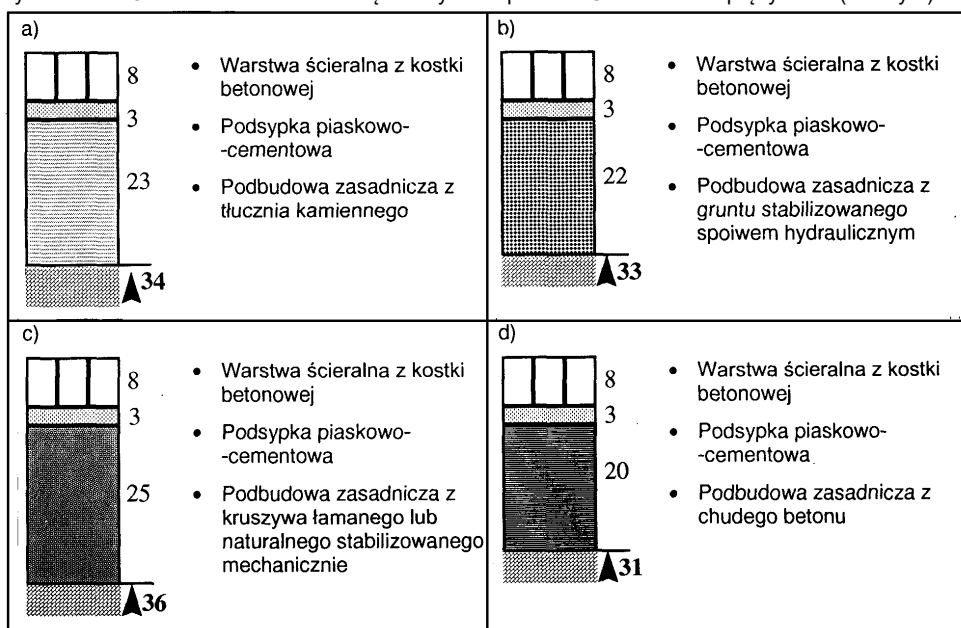 a)
8
3
23
34
• Warstwa ścieralna z kostki
betonowej
• Podsypka piaskowo-
-cementowa
• Podbudowa zasadnicza z
tłucznia kamiennego
b)
8
3
22
33
• Warstwa ścieralna z kostki
betonowej
• Podsypka piaskowo-
-cementowa
• Podbudowa zasadnicza z
gruntu stabilizowanego
spoiwem hydraulicznym
c)
8
3
25
36
• Warstwa ścieralna z kostki
betonowej
• Podsypka piaskowo-
-cementowa
• Podbudowa zasadnicza z
kruszywa łamanego lub
naturalnego stabilizowanego
mechanicznie
d)
8
3
20
31
• Warstwa ścieralna z kostki
betonowej
• Podsypka piaskowo-
-cementowa
• Podbudowa zasadnicza z
chudego betonu